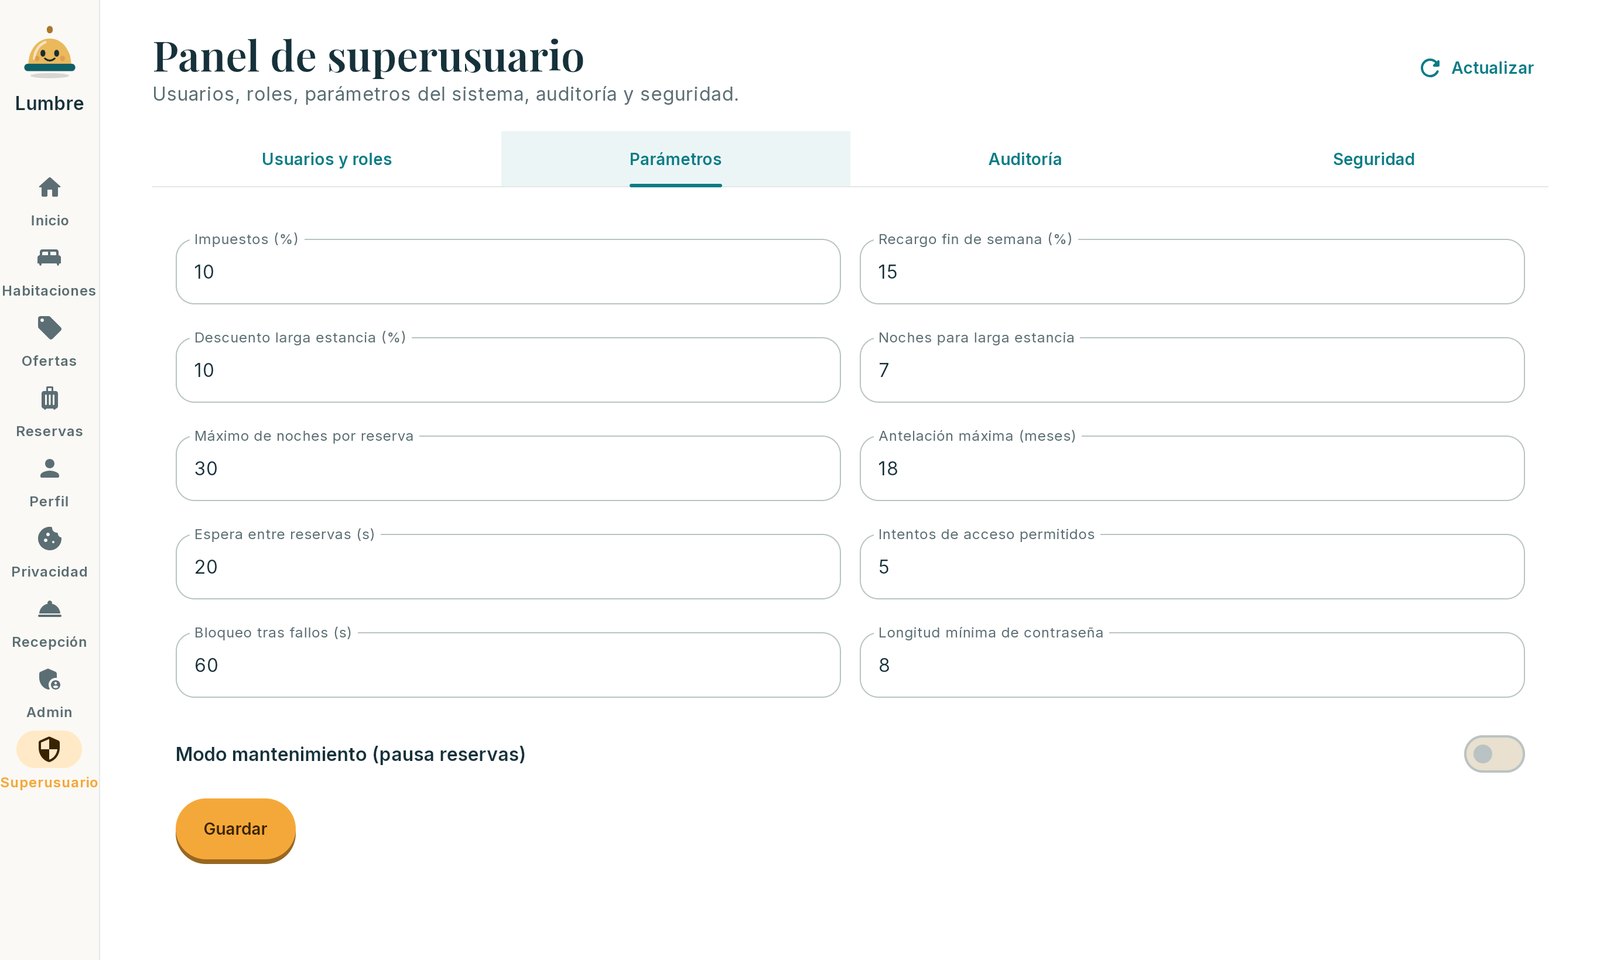 Lumbre
Inicio
Habitaciones
Ofertas
Reservas
Perfil
Privacidad
Recepción
Admin
Superusuario
Panel de superusuario
Usuarios, roles, parámetros del sistema, auditoría y seguridad.
Actualizar
Usuarios y roles
Parámetros
Auditoría
Seguridad
Impuestos (%)
10
Recargo fin de semana (%)
15
Descuento larga estancia (%)
10
Noches para larga estancia
7
Máximo de noches por reserva
30
Antelación máxima (meses)
18
Espera entre reservas (s)
20
Intentos de acceso permitidos
5
Bloqueo tras fallos (s)
60
Longitud mínima de contraseña
8
Modo mantenimiento (pausa reservas)
Guardar